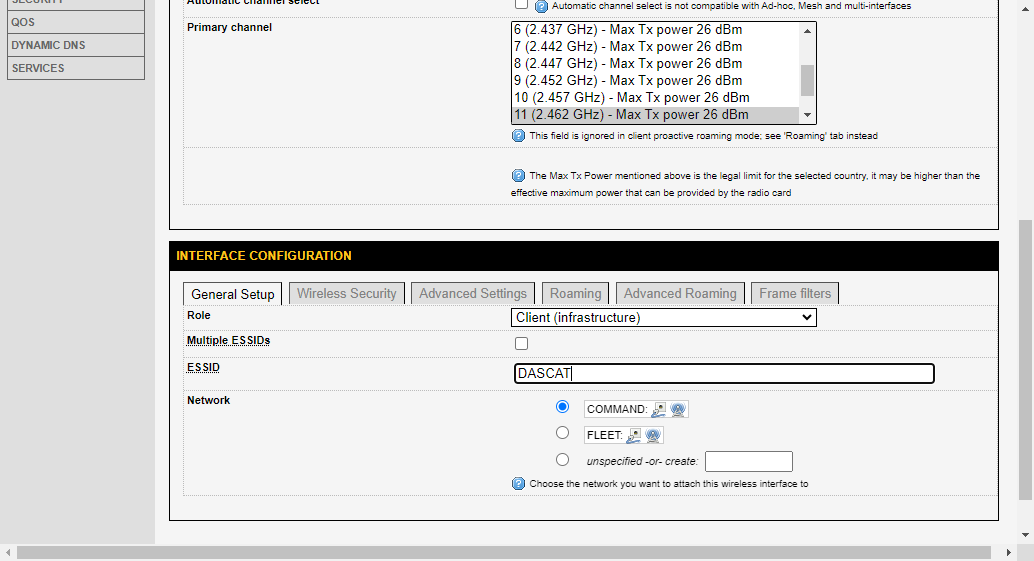 QOS
DYNAMIC DNS
SERVICES
Automatic channel select
Automatic channel select is not compatible with Ad-hoc, Mesh and multi-interfaces
Primary channel
6 (2.437 GHz) - Max Tx power 26 dBm
7 (2.442 GHz) - Max Tx power 26 dBm
8 (2.447 GHz) - Max Tx power 26 dBm
9 (2.452 GHz) - Max Tx power 26 dBm
10 (2.457 GHz) - Max Tx power 26 dBm
11 (2.462 GHz) - Max Tx power 26 dBm
This field is ignored in client proactive roaming mode; see 'Roaming' tab instead
The Max Tx Power mentioned above is the legal limit for the selected country, it may be higher than the
effective maximum power that can be provided by the radio card
INTERFACE CONFIGURATION
General Setup Wireless Security Advanced Settings Roaming Advanced Roaming Frame filters
Role
Client (infrastructure)
Multiple ESSIDs
ESSID
DASCAT
Network
COMMAND:
FLEET:
unspecified -or- create:
Choose the network you want to attach this wireless interface to